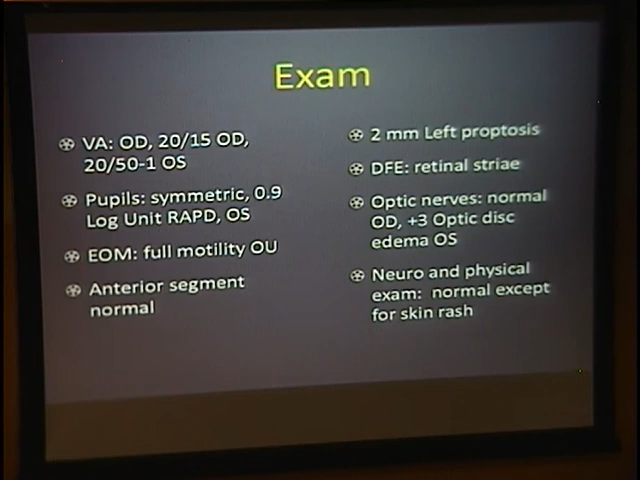 Exam
VA: OD, 20/15 OD,
20/50-1 OS
Pupils: symmetric, 0.9
Log Unit RAPD, OS
EOM: full motility OU
Anterior segment
normal
2 mm Left proptosis
DFE: retinal striae
Optic nerves: normal
OD, +3 Optic disc
edema OS
Neuro and physical
exam: normal except
for skin rash